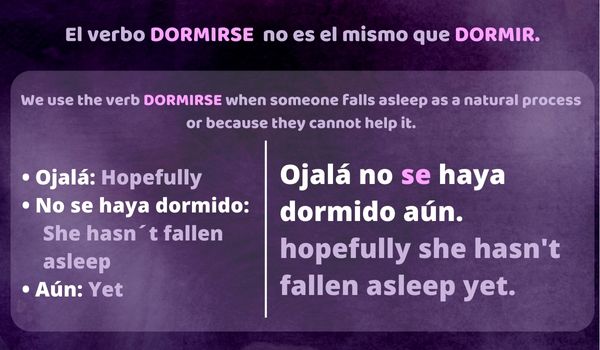 El verbo DORMIRSE no es el mismo que DORMIR.
We use the verb DORMIRSE when someone falls asleep as a natural process
or because they cannot help it.
• Ojalá: Hopefully
• No se haya dormido:
She hasn´t fallen
asleep
• Aún: Yet
Ojalá no se haya
dormido aún.
hopefully she hasn't
fallen asleep yet.